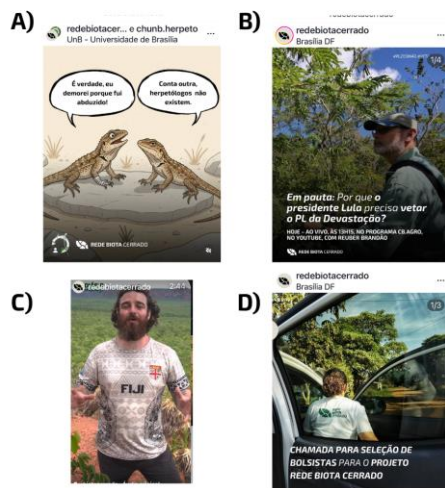 A)
redebiotacer... e chunb.herpeto
UnB - Universidade de Brasília
É verdade, eu
demorei porque fui
abduzido!
Conta outra,
herpetólogos não
existem.
REDE BIOTA CERRADO
B)
redebiotacerrado
Brasília DF
1/4
Em pauta: Por que o
presidente Lula precisa vetar
o PL da Devastação?
HOJE - AO VIVO, ÀS 13H15, NO PROGRAMA CB.AGRO,
NO YOUTUBE, COM REUBER BRANDÃO
REDE BIOTA CERRADO
C)
redebiotacerrado
2:44
FIJI
D)
redebiotacerrado
Brasília DF
1/3
CHAMADA PARA SELEÇÃO DE
BOLSISTAS PARA O PROJETO
REDE BIOTA CERRADO